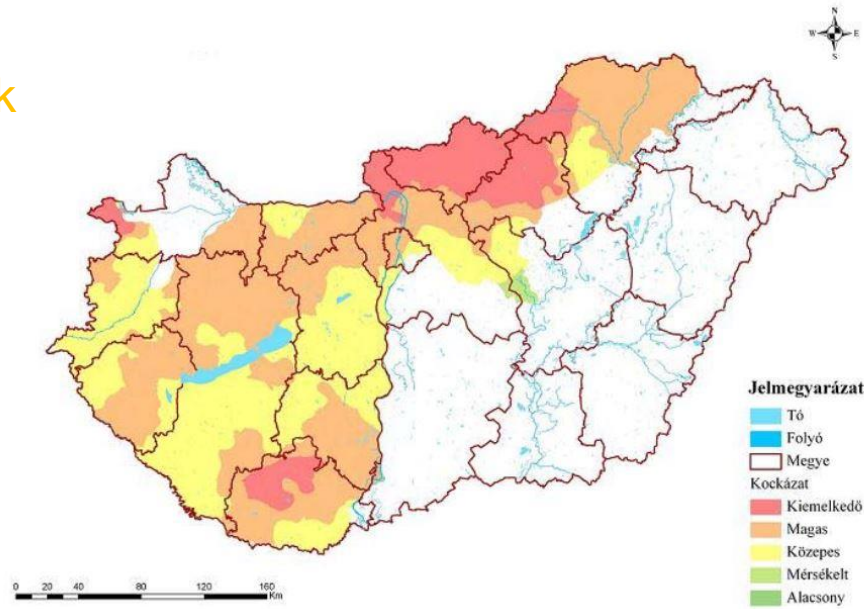 N
W E
S
k
Jelmegyarázat
Tó
Folyó
Megye
Kockázat
Kiemelkedő
Magas
Közepes
Mérsékelt
Alacsony
0 20 40 80 120 160
Km